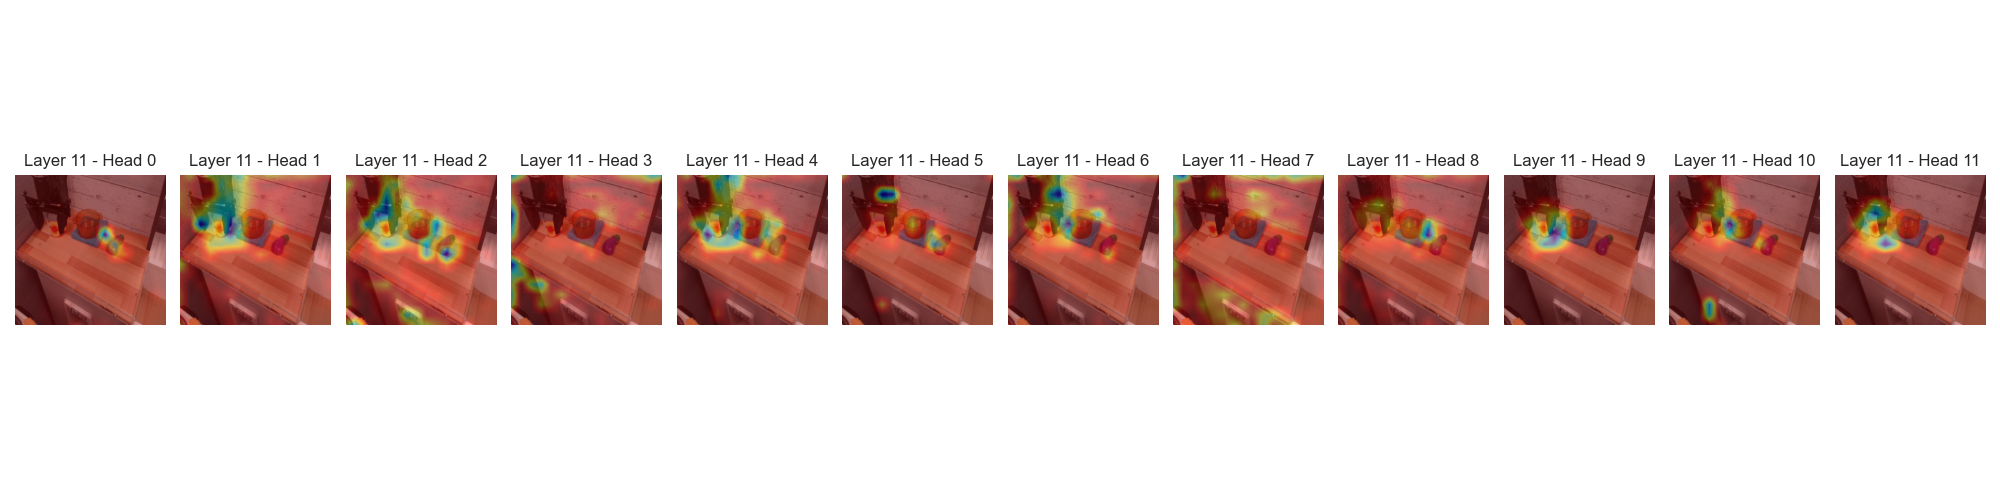 Layer 11 - Head 0
Layer 11 - Head 1
Layer 11 - Head 2
Layer 11 - Head 3
Layer 11 - Head 4
Layer 11 - Head 5
Layer 11 - Head 6
Layer 11 - Head 7
Layer 11 - Head 8
Layer 11 - Head 9
Layer 11 - Head 10
Layer 11 - Head 11